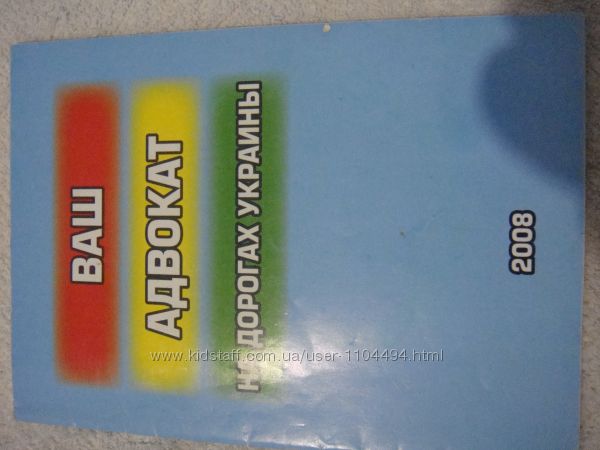 ВАШ
АДВОКАТ
НА ДОРОГАХ УКРАИНЫ
2008
www.kidstaff.com.ua/user-1104494.html